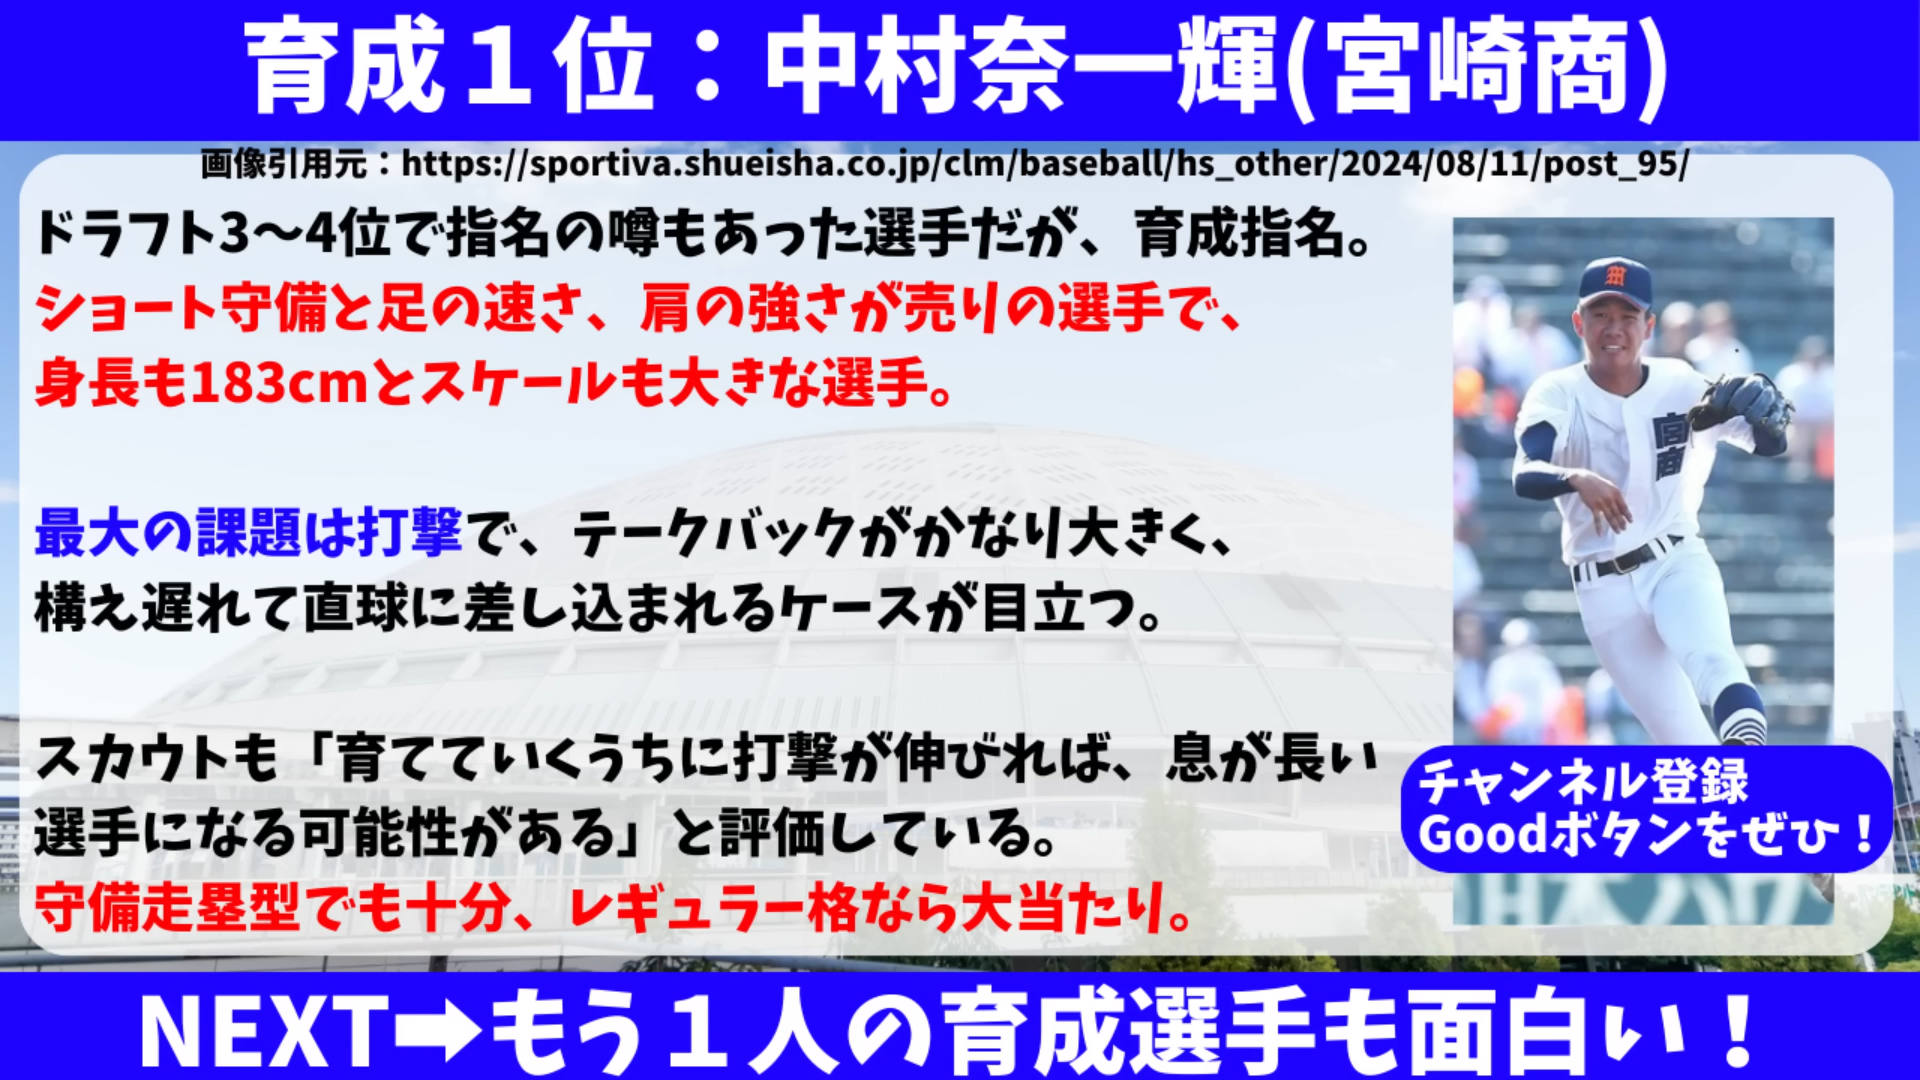 育成１位：中村奈一輝(宮崎商)
画像引用元：https://sportiva.shueisha.co.jp/clm/baseball/hs_other/2024/08/11/post_95/
ドラフト3〜4位で指名の噂もあった選手だが、育成指名。
ショート守備と足の速さ、肩の強さが売りの選手で、
身長も183cmとスケールも大きな選手。
最大の課題は打撃で、テークバックがかなり大きく、
構え遅れて直球に差し込まれるケースが目立つ。
スカウトも「育てていくうちに打撃が伸びれば、息が長い
選手になる可能性がある」と評価している。
守備走塁型でも十分、レギュラー格なら大当たり。
M
宮商
チャンネル登録
Goodボタンをぜひ！
NEXT➡もう１人の育成選手も面白い！